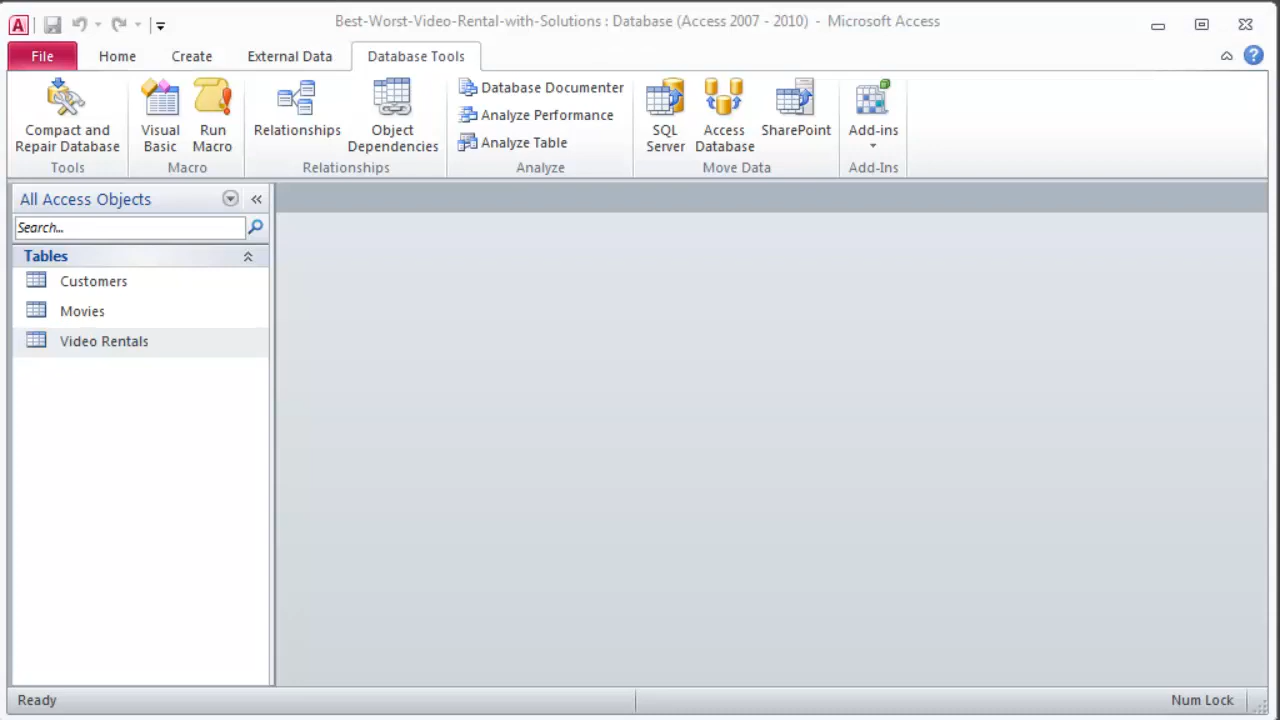 Best-Worst-Video-Rental-with-Solutions : Database (Access 2007 - 2010) - Microsoft Access
File Home Create External Data Database Tools
Compact and Repair Database
Visual Basic
Run Macro
Relationships
Object Dependencies
Database Documenter
Analyze Performance
Analyze Table
SQL Server
Access Database
SharePoint
Add-ins
Tools Macro Relationships Analyze Move Data Add-Ins
All Access Objects
Search...
Tables
Customers
Movies
Video Rentals
Ready Num Lock